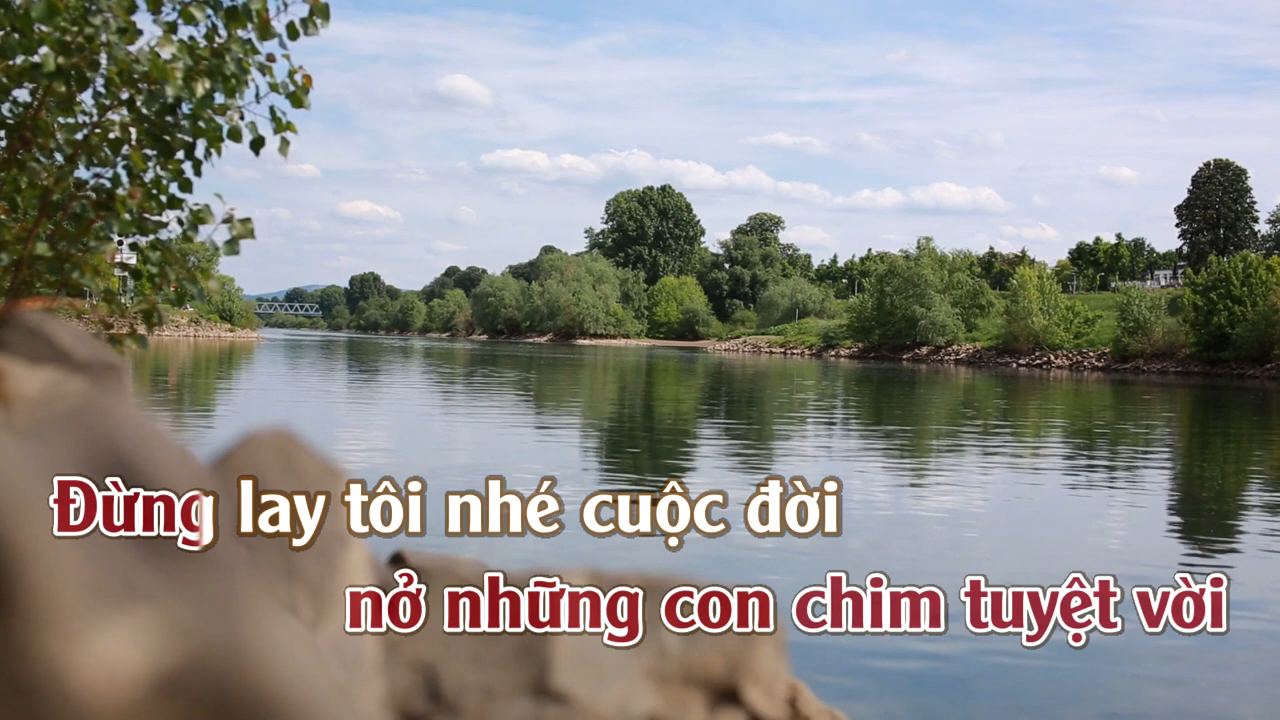 Đừng lay tôi nhé cuộc đời
nở những con chim tuyệt vời